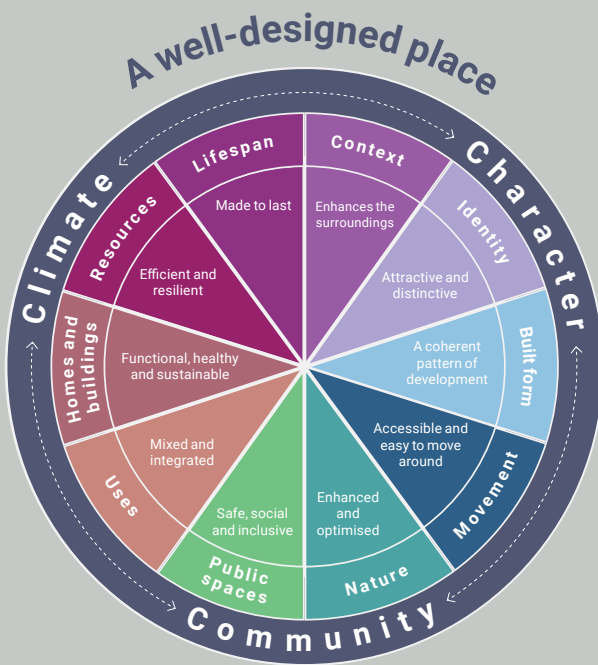 A well-designed place
Climate
Character
Community
Context
Enhances the
surroundings
Identity
Attractive and
distinctive
Built form
A coherent
pattern of
development
Movement
Accessible and
easy to move
around
Nature
Enhanced
and
optimised
Public
spaces
Safe, social
and inclusive
Uses
Mixed and
integrated
Homes and
buildings
Functional, healthy
and sustainable
Resources
Efficient and
resilient
Lifespan
Made to last